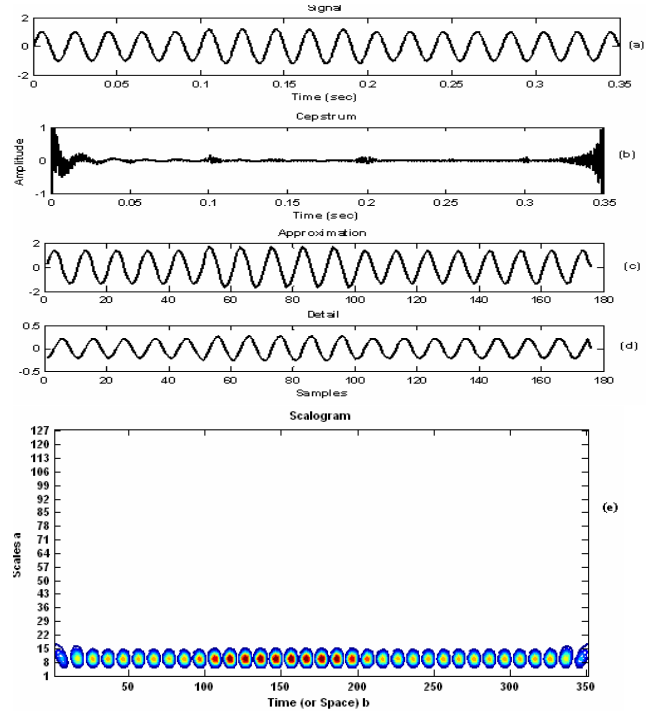 Signal
2
0
-2
0 0.05 0.1 0.15 0.2 0.25 0.3 0.35
Time (sec)
(a)
Cepstrum
Amplitude
1
0
-1
0 0.05 0.1 0.15 0.2 0.25 0.3 0.35
Time (sec)
(b)
Approximation
2
0
-2
0 20 40 60 80 100 120 140 160 180
(c)
Detail
0.5
0
-0.5
0 20 40 60 80 100 120 140 160 180
Samples
(d)
Scalogram
Scales a
127
120
113
106
99
92
85
78
71
64
57
50
43
36
29
22
15
8
1
50 100 150 200 250 300 350
Time (or Space) b
(e)